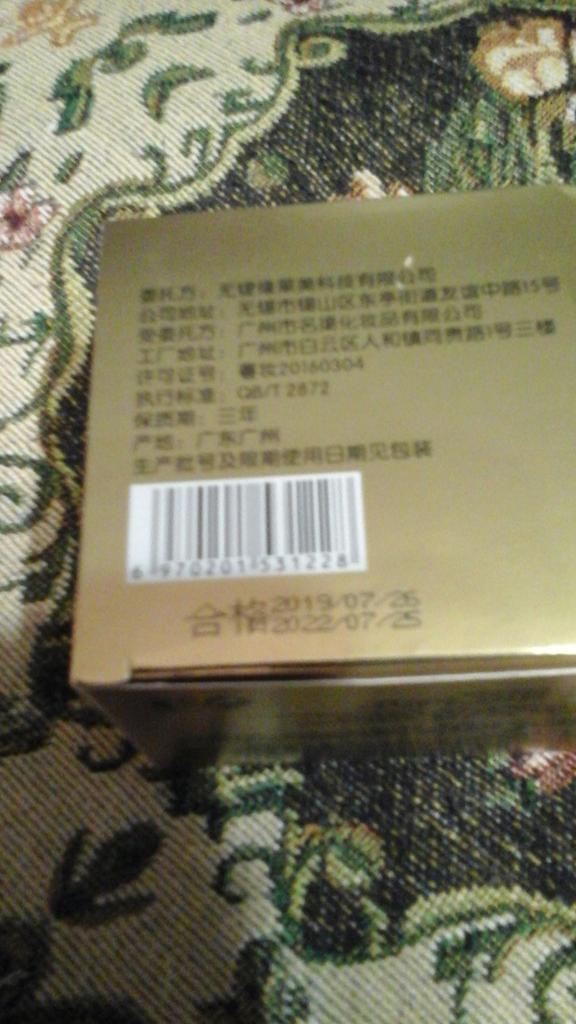 委托方：无锡隆莱美科技有限公司
公司地址：无锡市锡山区东亭街道友谊中路15号
受委托方：广州市名建化妆品有限公司
工厂地址：广州市白云区人和镇同贵路1号三楼
许可证号：粤妆20160304
执行标准：QB/T 2872
保质期：三年
产地：广东广州
生产批号及限期使用日期见包装
6 970201 531228
合格2019/07/26
2022/07/25